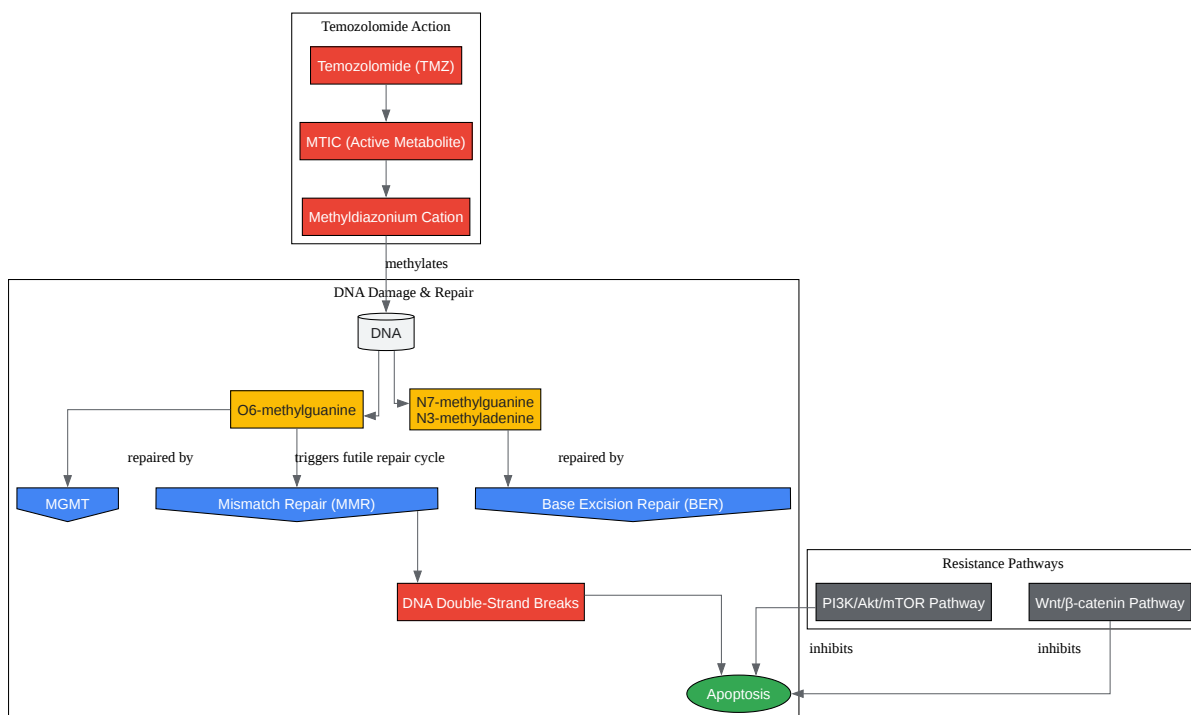 Temozolomide Action
Temozolomide (TMZ)
MTIC (Active Metabolite)
Methyldiazonium Cation
methylates
DNA Damage & Repair
DNA
O6-methylguanine
N7-methylguanine
N3-methyladenine
repaired by
triggers futile repair cycle
repaired by
MGMT
Mismatch Repair (MMR)
Base Excision Repair (BER)
Resistance Pathways
DNA Double-Strand Breaks
PI3K/Akt/mTOR Pathway
Wnt/β-catenin Pathway
inhibits
inhibits
Apoptosis